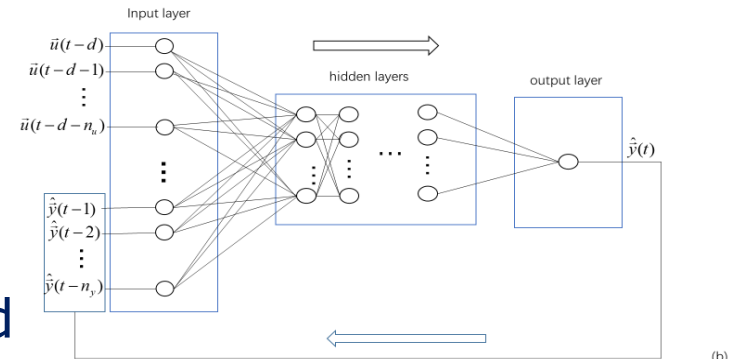 Input layer
u⃗(t−d)
u⃗(t−d−1)
⋮
u⃗(t−d−n_u)
⋮
ŷ⃗(t−1)
ŷ⃗(t−2)
⋮
ŷ⃗(t−n_y)
hidden layers
⋮ ⋮ ⋯ ⋮
output layer
ŷ⃗(t)
d
(b)